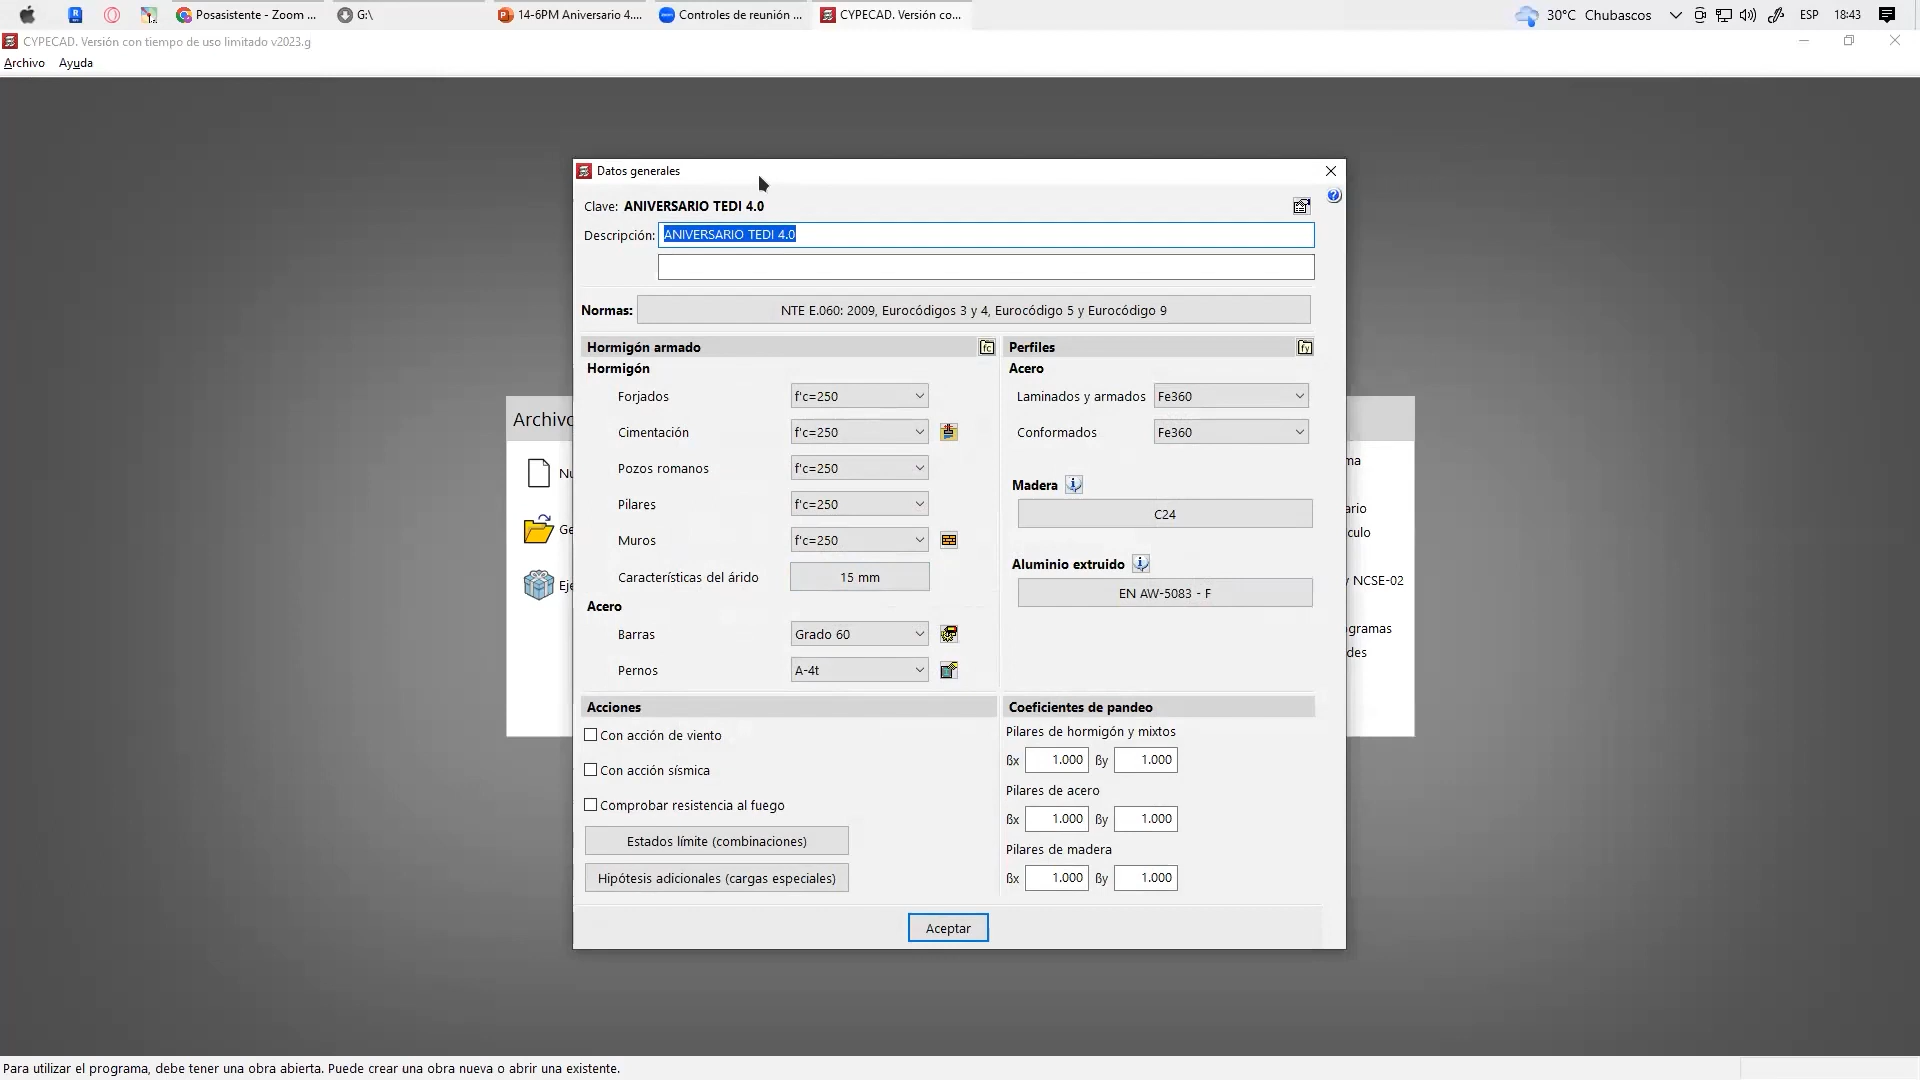 Posasistente - Zoom ...
G:\
14-6PM Aniversario 4....
Controles de reunión ...
CYPECAD. Versión co...
30°C Chubascos
ESP
18:43
CYPECAD. Versión con tiempo de uso limitado v2023.g
Archivo Ayuda
Datos generales
Clave: ANIVERSARIO TEDI 4.0
Descripción: ANIVERSARIO TEDI 4.0
Normas: NTE E.060: 2009, Eurocódigos 3 y 4, Eurocódigo 5 y Eurocódigo 9
Hormigón armado
Hormigón
Forjados f'c=250
Cimentación f'c=250
Pozos romanos f'c=250
Pilares f'c=250
Muros f'c=250
Características del árido 15 mm
Acero
Barras Grado 60
Pernos A-4t
Perfiles
Acero
Laminados y armados Fe360
Conformados Fe360
Madera
C24
Aluminio extruido
EN AW-5083 - F
Acciones
Con acción de viento
Con acción sísmica
Comprobar resistencia al fuego
Estados límite (combinaciones)
Hipótesis adicionales (cargas especiales)
Coeficientes de pandeo
Pilares de hormigón y mixtos
ßx 1.000 ßy 1.000
Pilares de acero
ßx 1.000 ßy 1.000
Pilares de madera
ßx 1.000 ßy 1.000
Aceptar
Archivo
Nu
Ge
Eje
ma
ario
culo
y NCSE-02
gramas
des
Para utilizar el programa, debe tener una obra abierta. Puede crear una obra nueva o abrir una existente.